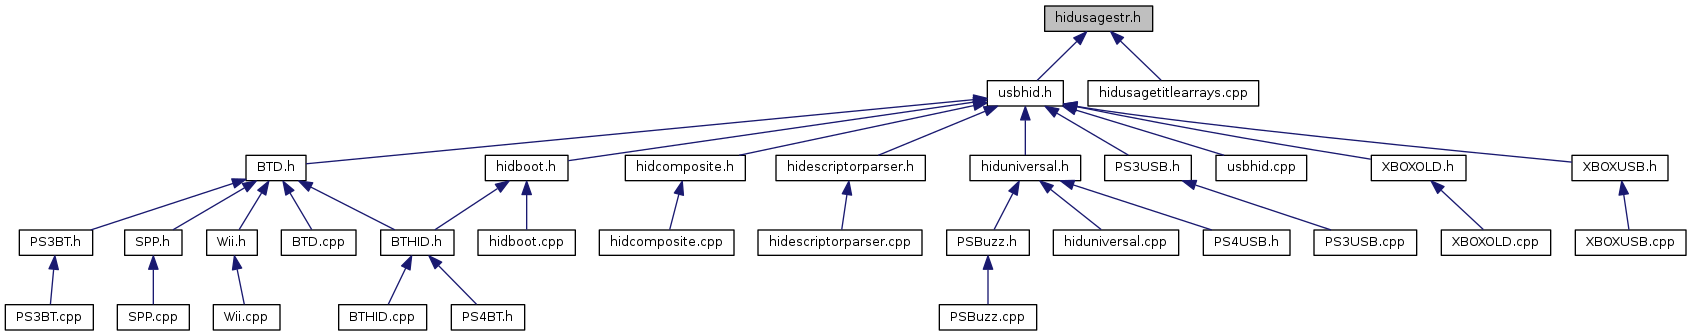 hidusagestr.h
usbhid.h
hidusagetitlearrays.cpp
BTD.h
hidboot.h
hidcomposite.h
hidescriptorparser.h
hiduniversal.h
PS3USB.h
usbhid.cpp
XBOXOLD.h
XBOXUSB.h
PS3BT.h
SPP.h
Wii.h
BTD.cpp
BTHID.h
hidboot.cpp
hidcomposite.cpp
hidescriptorparser.cpp
PSBuzz.h
hiduniversal.cpp
PS4USB.h
PS3USB.cpp
XBOXOLD.cpp
XBOXUSB.cpp
PS3BT.cpp
SPP.cpp
Wii.cpp
BTHID.cpp
PS4BT.h
PSBuzz.cpp